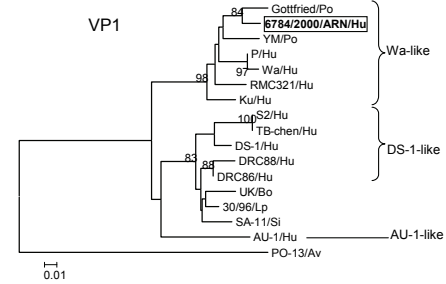 VP1
84
Gottfried/Po
6784/2000/ARN/Hu
YM/Po
P/Hu
97
Wa/Hu
98
RMC321/Hu
Ku/Hu
Wa-like
100
S2/Hu
TB-chen/Hu
DS-1/Hu
DS-1-like
83
88
DRC88/Hu
DRC86/Hu
UK/Bo
30/96/Lp
SA-11/Si
AU-1/Hu
AU-1-like
PO-13/Av
0.01